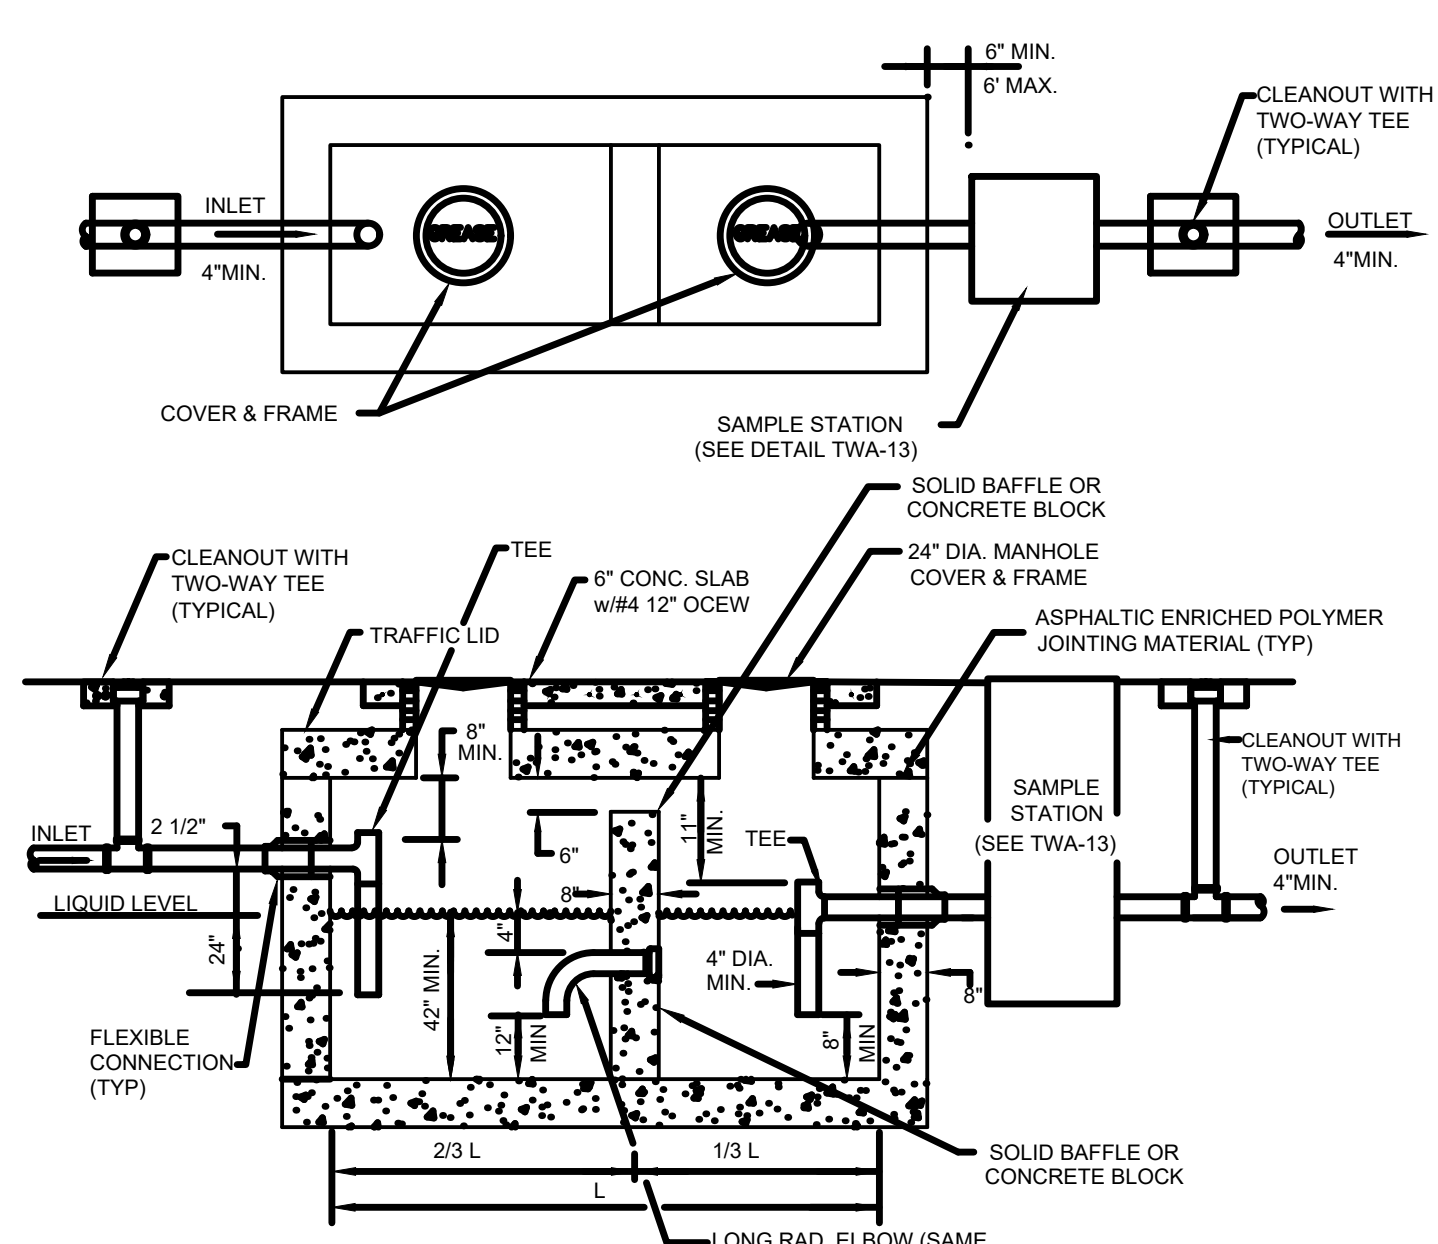 6" MIN.
6' MAX.
CLEANOUT WITH
TWO-WAY TEE
(TYPICAL)
INLET
4"MIN.
GREASE
GREASE
OUTLET
4"MIN.
COVER & FRAME
SAMPLE STATION
(SEE DETAIL TWA-13)
SOLID BAFFLE OR
CONCRETE BLOCK
CLEANOUT WITH
TWO-WAY TEE
(TYPICAL)
TEE
6" CONC. SLAB
w/#4 12" OCEW
24" DIA. MANHOLE
COVER & FRAME
TRAFFIC LID
ASPHALTIC ENRICHED POLYMER
JOINTING MATERIAL (TYP)
8"
MIN.
CLEANOUT WITH
TWO-WAY TEE
(TYPICAL)
SAMPLE
STATION
(SEE TWA-13)
INLET
2 1/2"
6"
11"
MIN.
TEE
OUTLET
4"MIN.
LIQUID LEVEL
8"
24"
4"
42" MIN.
4" DIA.
MIN.
8"
12"
MIN
8"
MIN
FLEXIBLE
CONNECTION
(TYP)
2/3 L
1/3 L
L
SOLID BAFFLE OR
CONCRETE BLOCK
LONG RAD. ELBOW (SAME